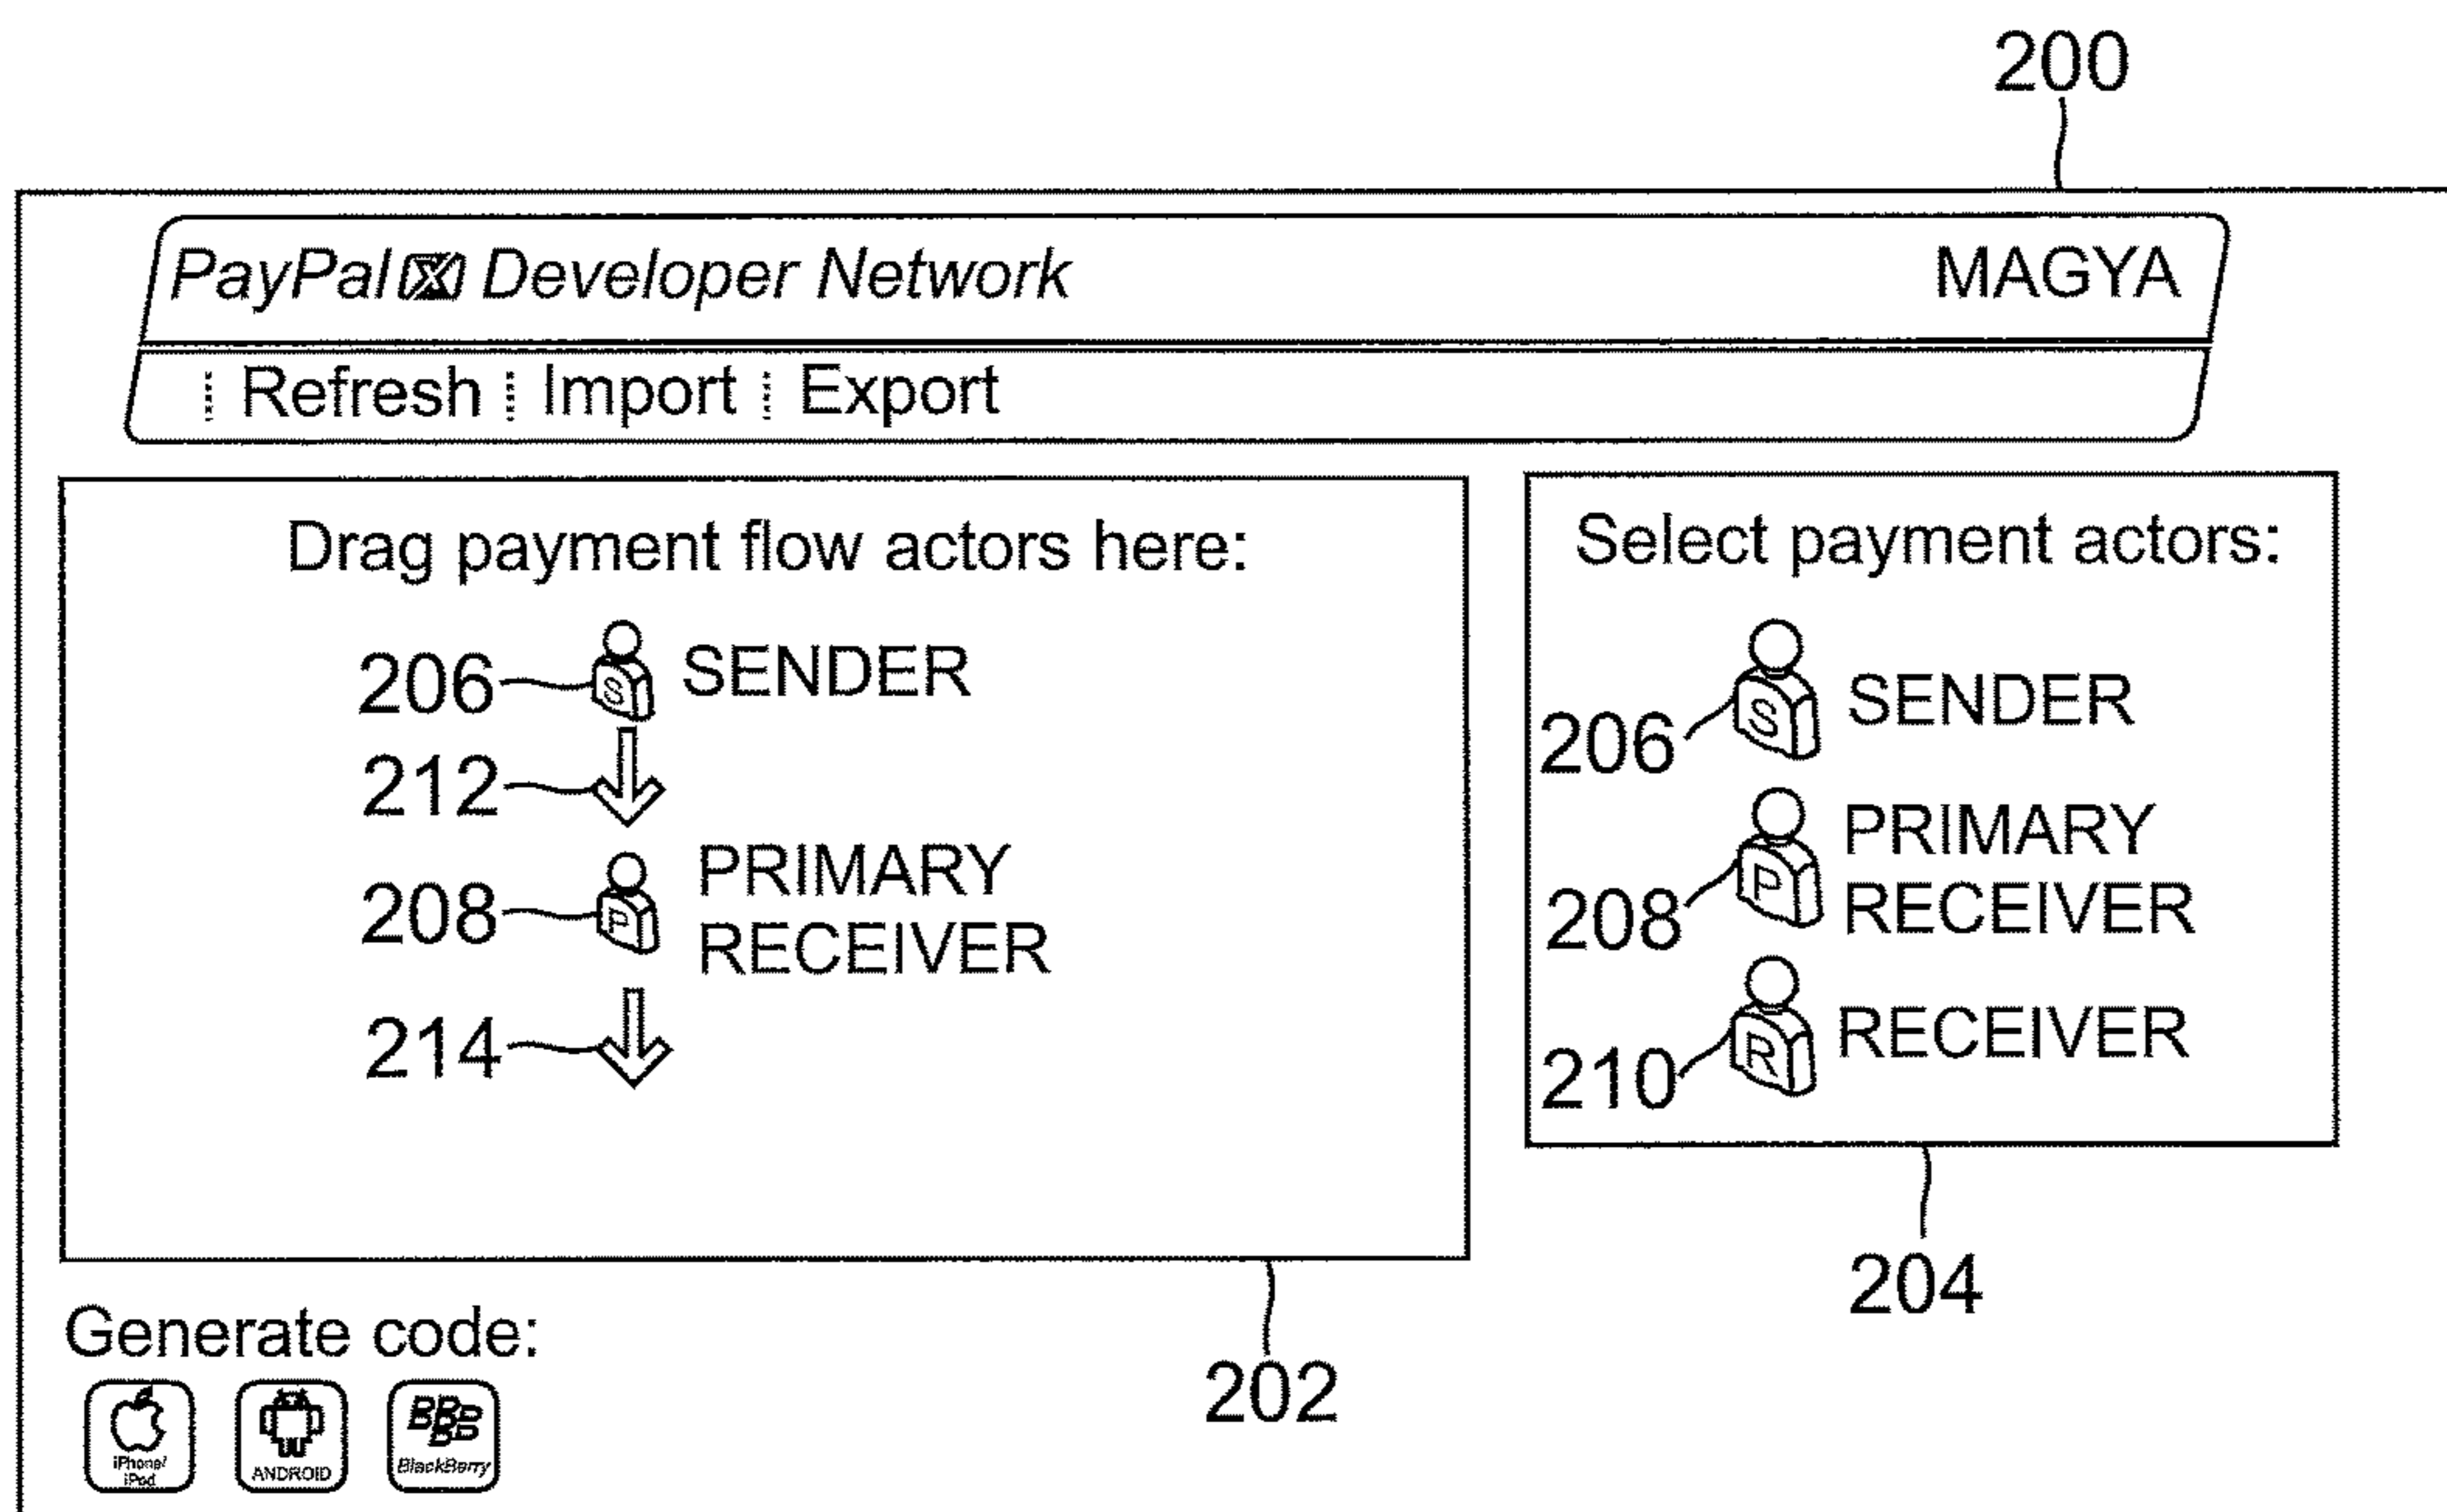 200
PayPal X Developer Network MAGYA
Refresh Import Export
Drag payment flow actors here:
206 S SENDER
212
208 P PRIMARY
RECEIVER
214
202
Select payment actors:
206 S SENDER
208 P PRIMARY
RECEIVER
210 R RECEIVER
204
Generate code:
iPhone/
iPod
ANDROID
BlackBerry